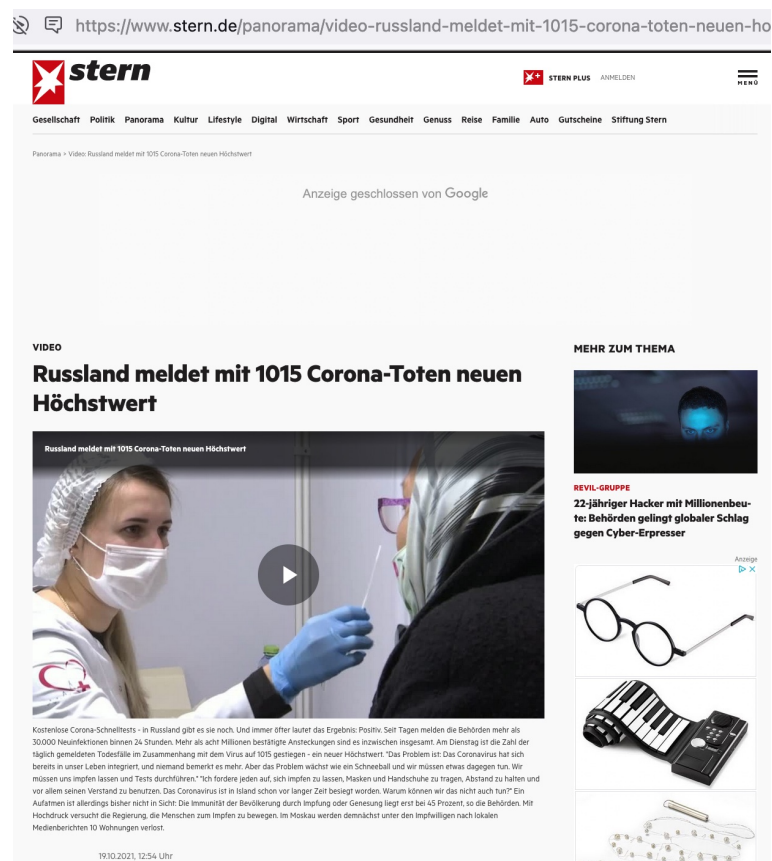 https://www.stern.de/panorama/video-russland-meldet-mit-1015-corona-toten-neuen-ho
stern
STERN PLUS ANMELDEN
MENÜ
Gesellschaft Politik Panorama Kultur Lifestyle Digital Wirtschaft Sport Gesundheit Genuss Reise Familie Auto Gutscheine Stiftung Stern
Panorama > Video: Russland meldet mit 1015 Corona-Toten neuen Höchstwert
Anzeige geschlossen von Google
VIDEO
Russland meldet mit 1015 Corona-Toten neuen
Höchstwert
Russland meldet mit 1015 Corona-Toten neuen Höchstwert
Kostenlose Corona-Schnelltests - in Russland gibt es sie noch. Und immer öfter lautet das Ergebnis: Positiv. Seit Tagen melden die Behörden mehr als
30.000 Neuinfektionen binnen 24 Stunden. Mehr als acht Millionen bestätigte Ansteckungen sind es inzwischen insgesamt. Am Dienstag ist die Zahl der
täglich gemeldeten Todesfälle im Zusammenhang mit dem Virus auf 1015 gestiegen - ein neuer Höchstwert. "Das Problem ist: Das Coronavirus hat sich
bereits in unser Leben integriert, und niemand bemerkt es mehr. Aber das Problem wächst wie ein Schneeball und wir müssen etwas dagegen tun. Wir
müssen uns impfen lassen und Tests durchführen." "Ich fordere jeden auf, sich impfen zu lassen, Masken und Handschuhe zu tragen, Abstand zu halten und
vor allem seinen Verstand zu benutzen. Das Coronavirus ist in Island schon vor langer Zeit besiegt worden. Warum können wir das nicht auch tun?" Ein
Aufatmen ist allerdings bisher nicht in Sicht: Die Immunität der Bevölkerung durch Impfung oder Genesung liegt erst bei 45 Prozent, so die Behörden. Mit
Hochdruck versucht die Regierung, die Menschen zum Impfen zu bewegen. Im Moskau werden demnächst unter den Impfwilligen nach lokalen
Medienberichten 10 Wohnungen verlost.
19.10.2021, 12:54 Uhr
MEHR ZUM THEMA
REVIL-GRUPPE
22-jähriger Hacker mit Millionenbeu-
te: Behörden gelingt globaler Schlag
gegen Cyber-Erpresser
Anzeige